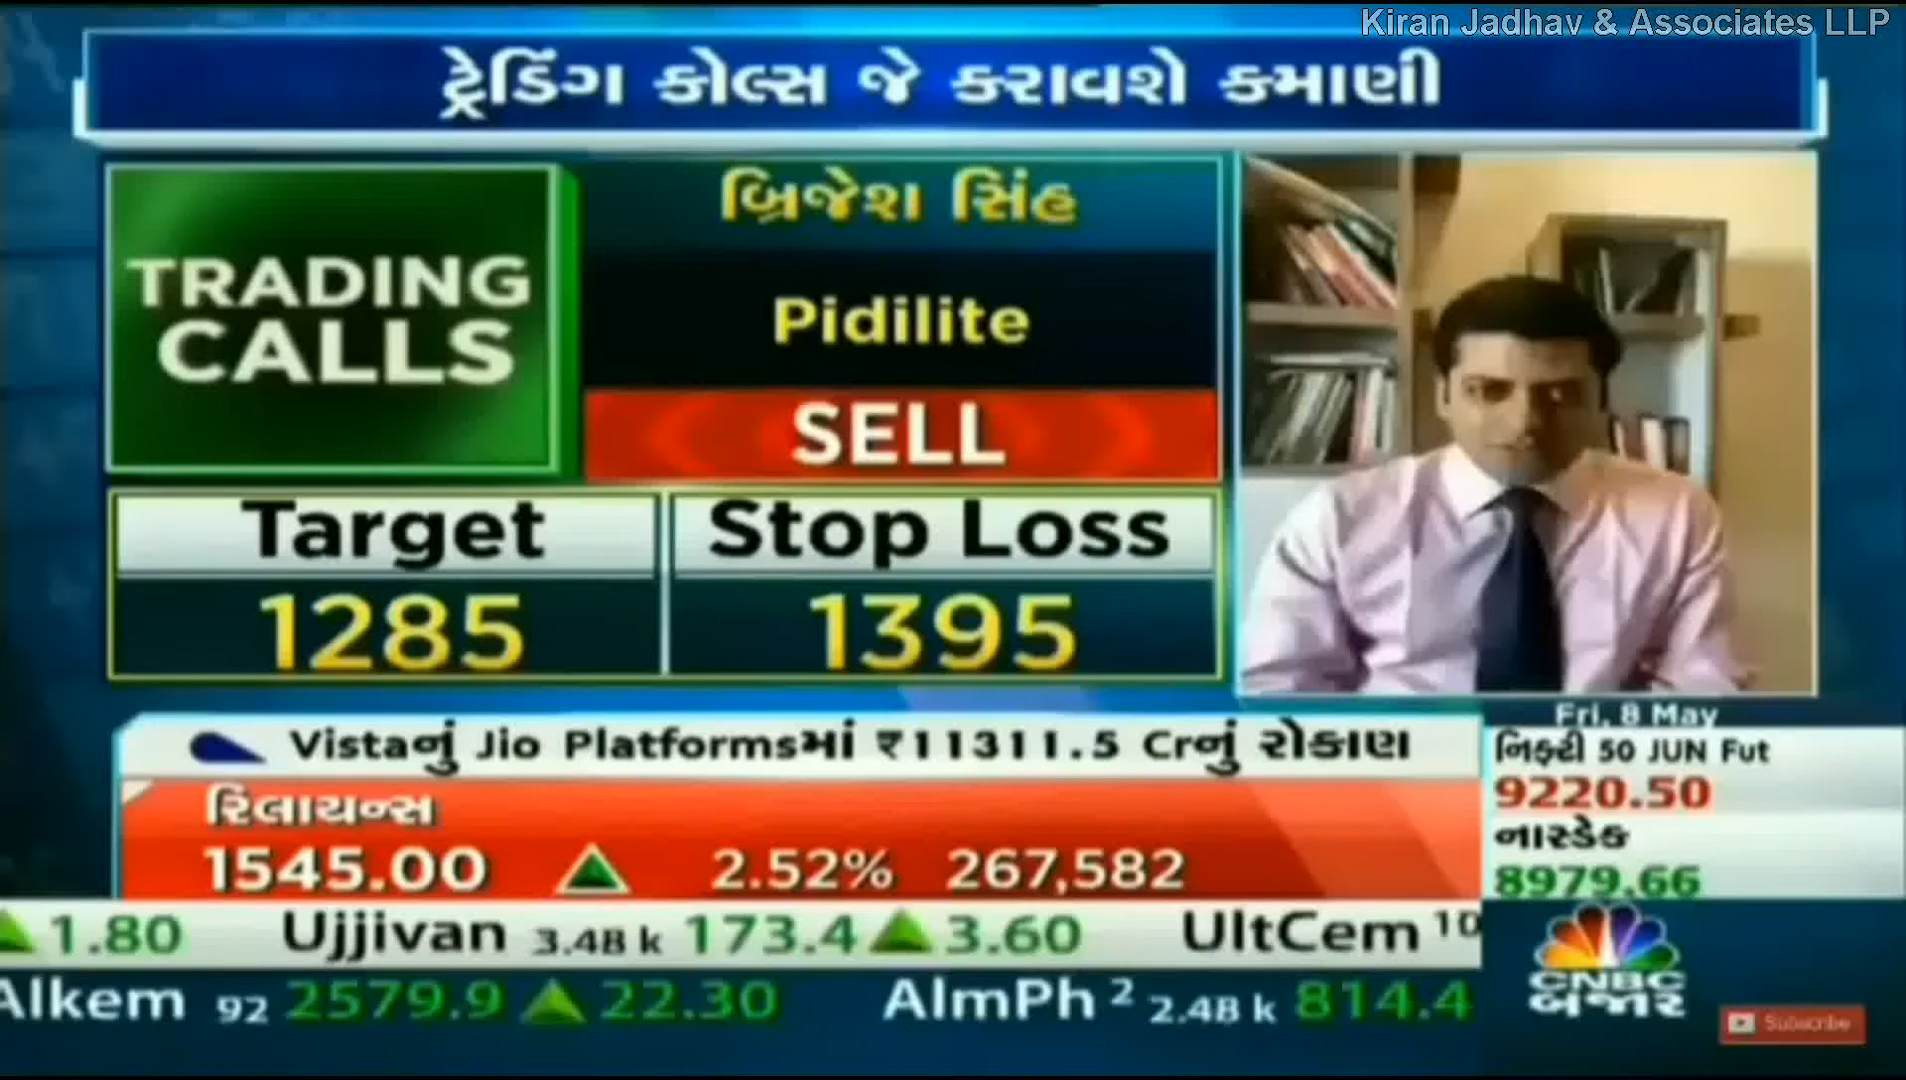 Kiran Jadhav & Associates LLP
ટ્રેડિંગ કોલ્સ જે કરાવશે કમાણી
TRADING
CALLS
બ્રિજેશ સિંહ
Pidilite
SELL
Target
Stop Loss
1285
1395
Fri, 8 May
Vistaનું Jio Platformsમાં ₹11311.5 Crનું રોકાણ
નિફ્ટી 50 JUN Fut
9220.50
રિલાયન્સ
1545.00 2.52% 267,582
નાસ્ડેક
8979.66
1.80 Ujjivan 3.48 k 173.4 3.60 UltCem 10
Alkem 92 2579.9 22.30 AlmPh 2 2.48 k 814.4
CNBC
બજાર
Subscribe